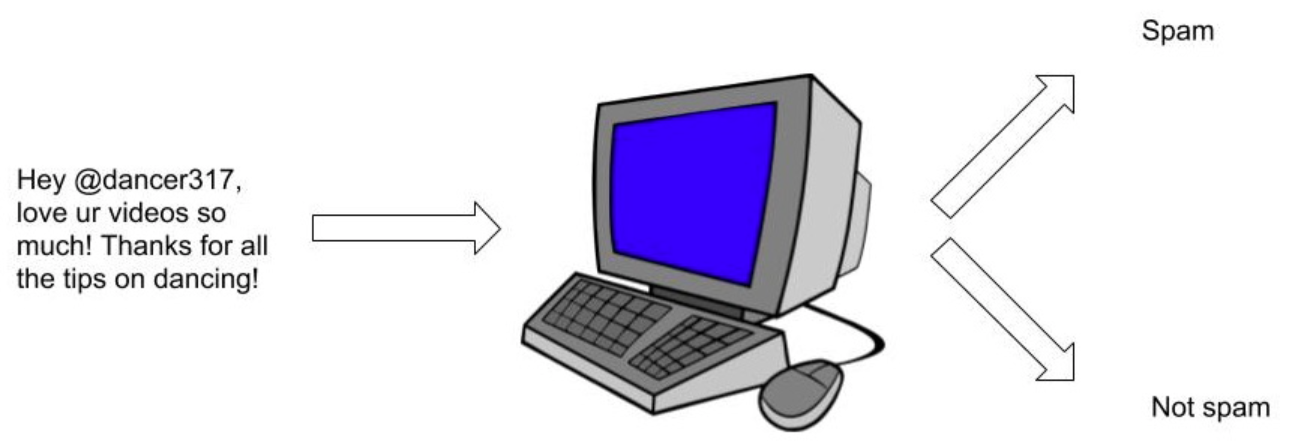 Hey @dancer317,
love ur videos so
much! Thanks for all
the tips on dancing!
Spam
Not spam